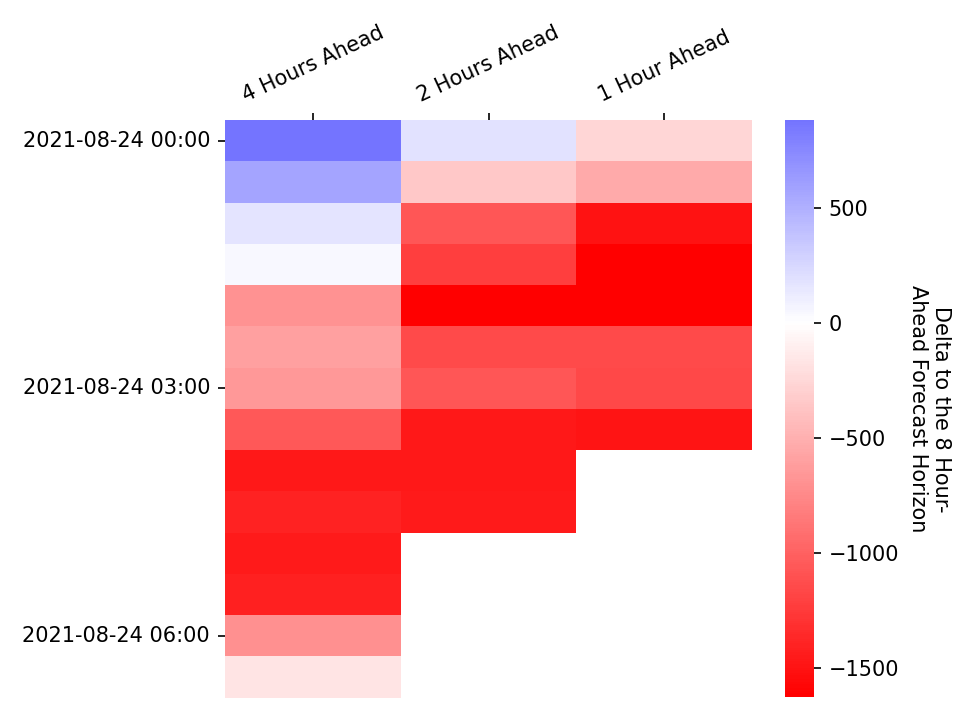 4 Hours Ahead
2 Hours Ahead
1 Hour Ahead
2021-08-24 00:00
2021-08-24 03:00
2021-08-24 06:00
500
0
−500
−1000
−1500
Delta to the 8 Hour-
Ahead Forecast Horizon